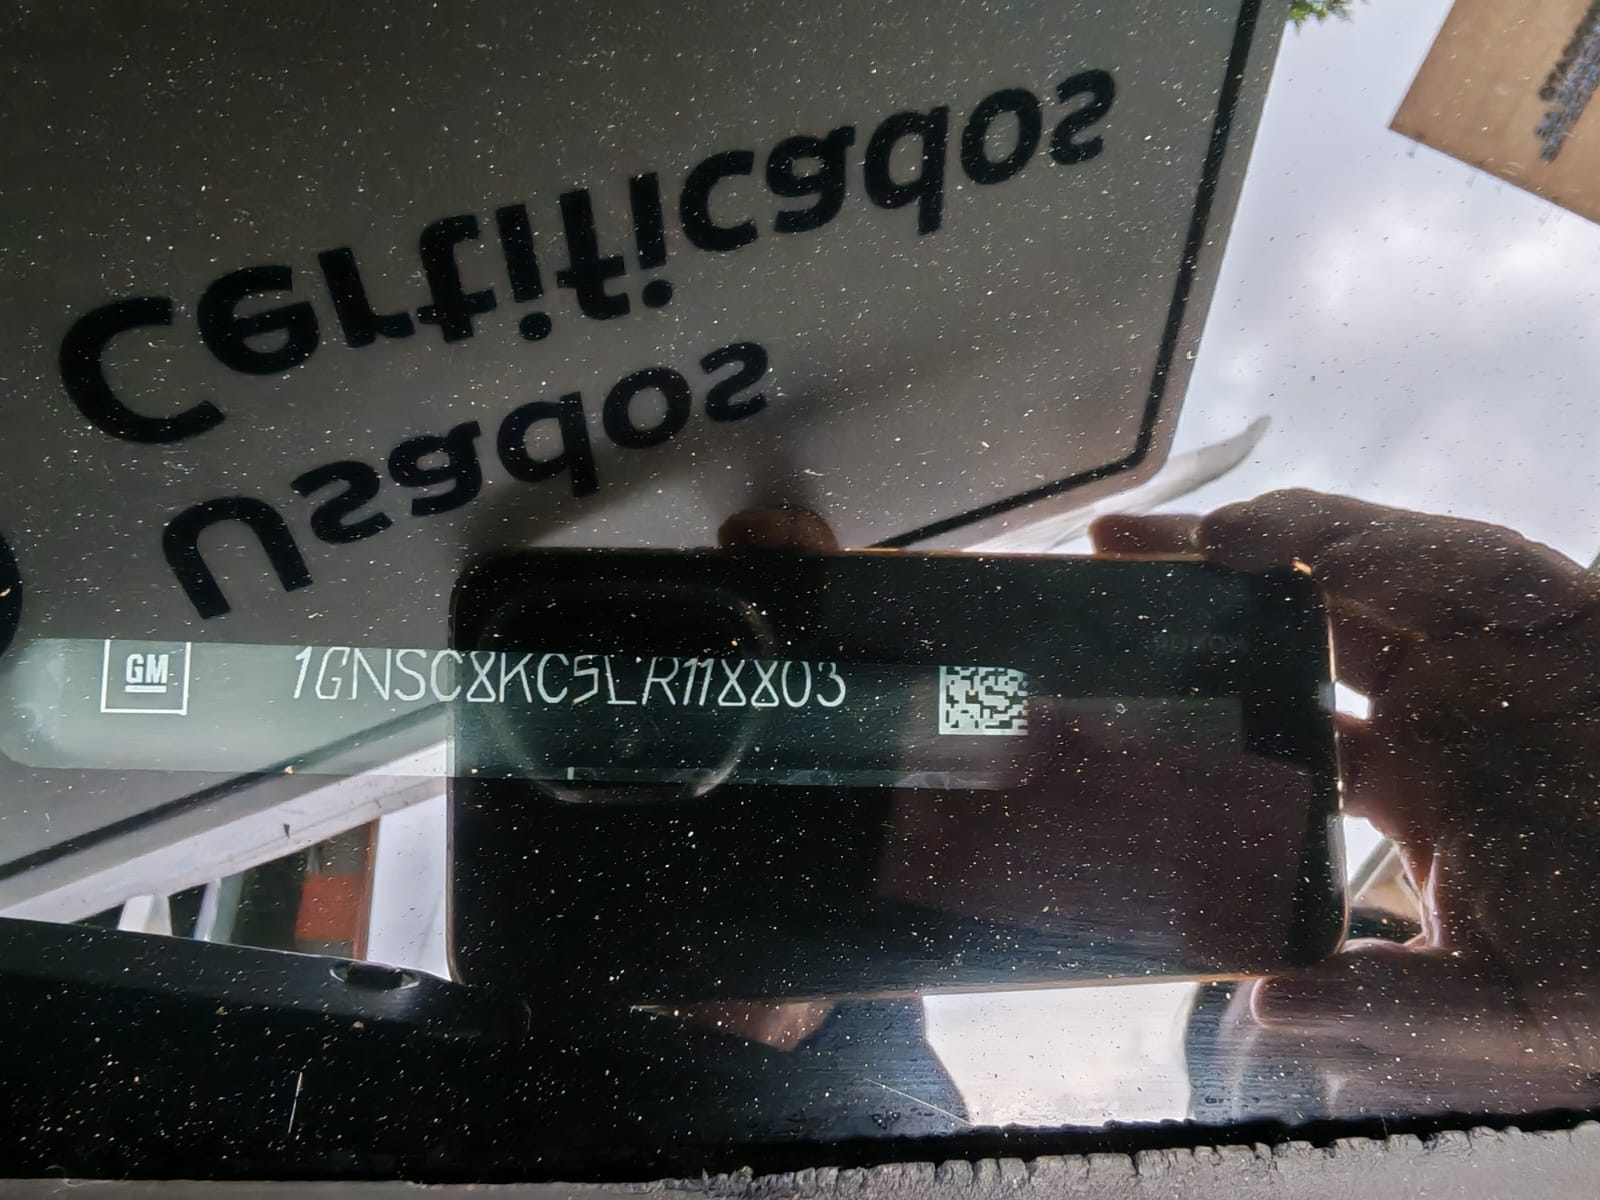 Usados
Certificados
GM 1GNSC8KC5LR118803